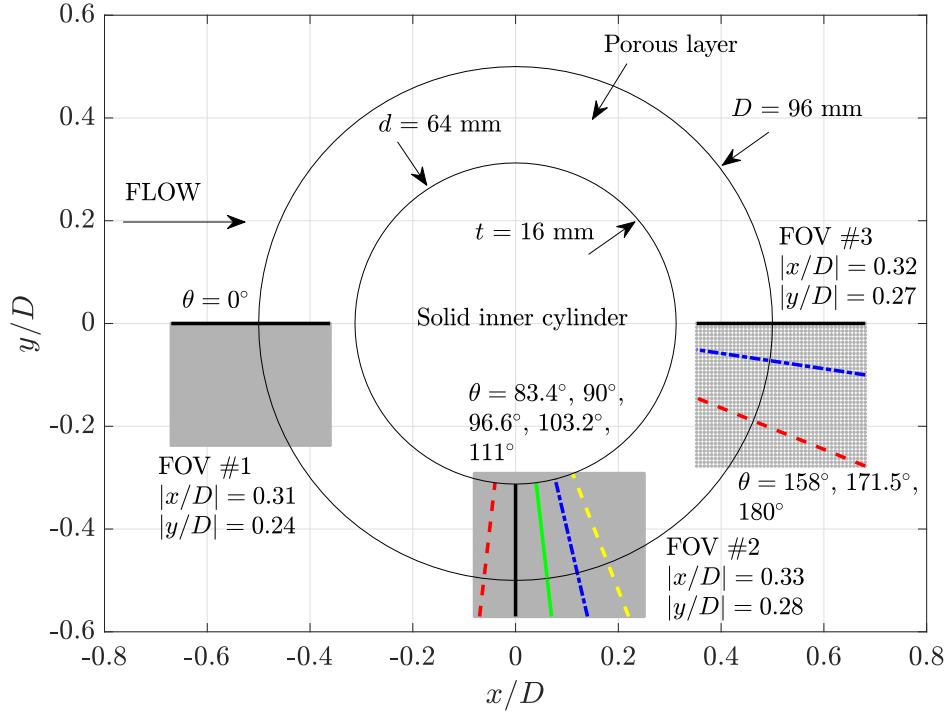 0.6
0.4
0.2
0
-0.2
-0.4
-0.6
y/D
-0.8
-0.6
-0.4
-0.2
0
0.2
0.4
0.6
0.8
x/D
Porous layer
d = 64 mm
D = 96 mm
FLOW
t = 16 mm
FOV #3
|x/D| = 0.32
|y/D| = 0.27
θ = 0°
Solid inner cylinder
θ = 83.4°, 90°,
96.6°, 103.2°,
111°
FOV #1
|x/D| = 0.31
|y/D| = 0.24
θ = 158°, 171.5°,
180°
FOV #2
|x/D| = 0.33
|y/D| = 0.28